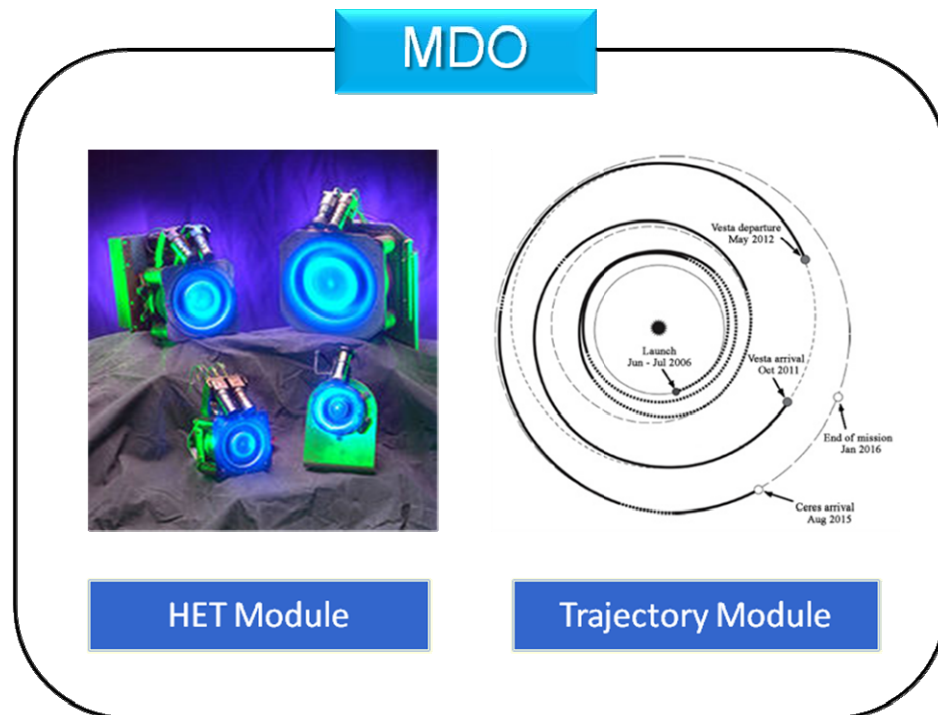 MDO
Vesta departure
May 2012
Launch
Jun - Jul 2006
Vesta arrival
Oct 2011
End of mission
Jan 2016
Ceres arrival
Aug 2015
HET Module
Trajectory Module